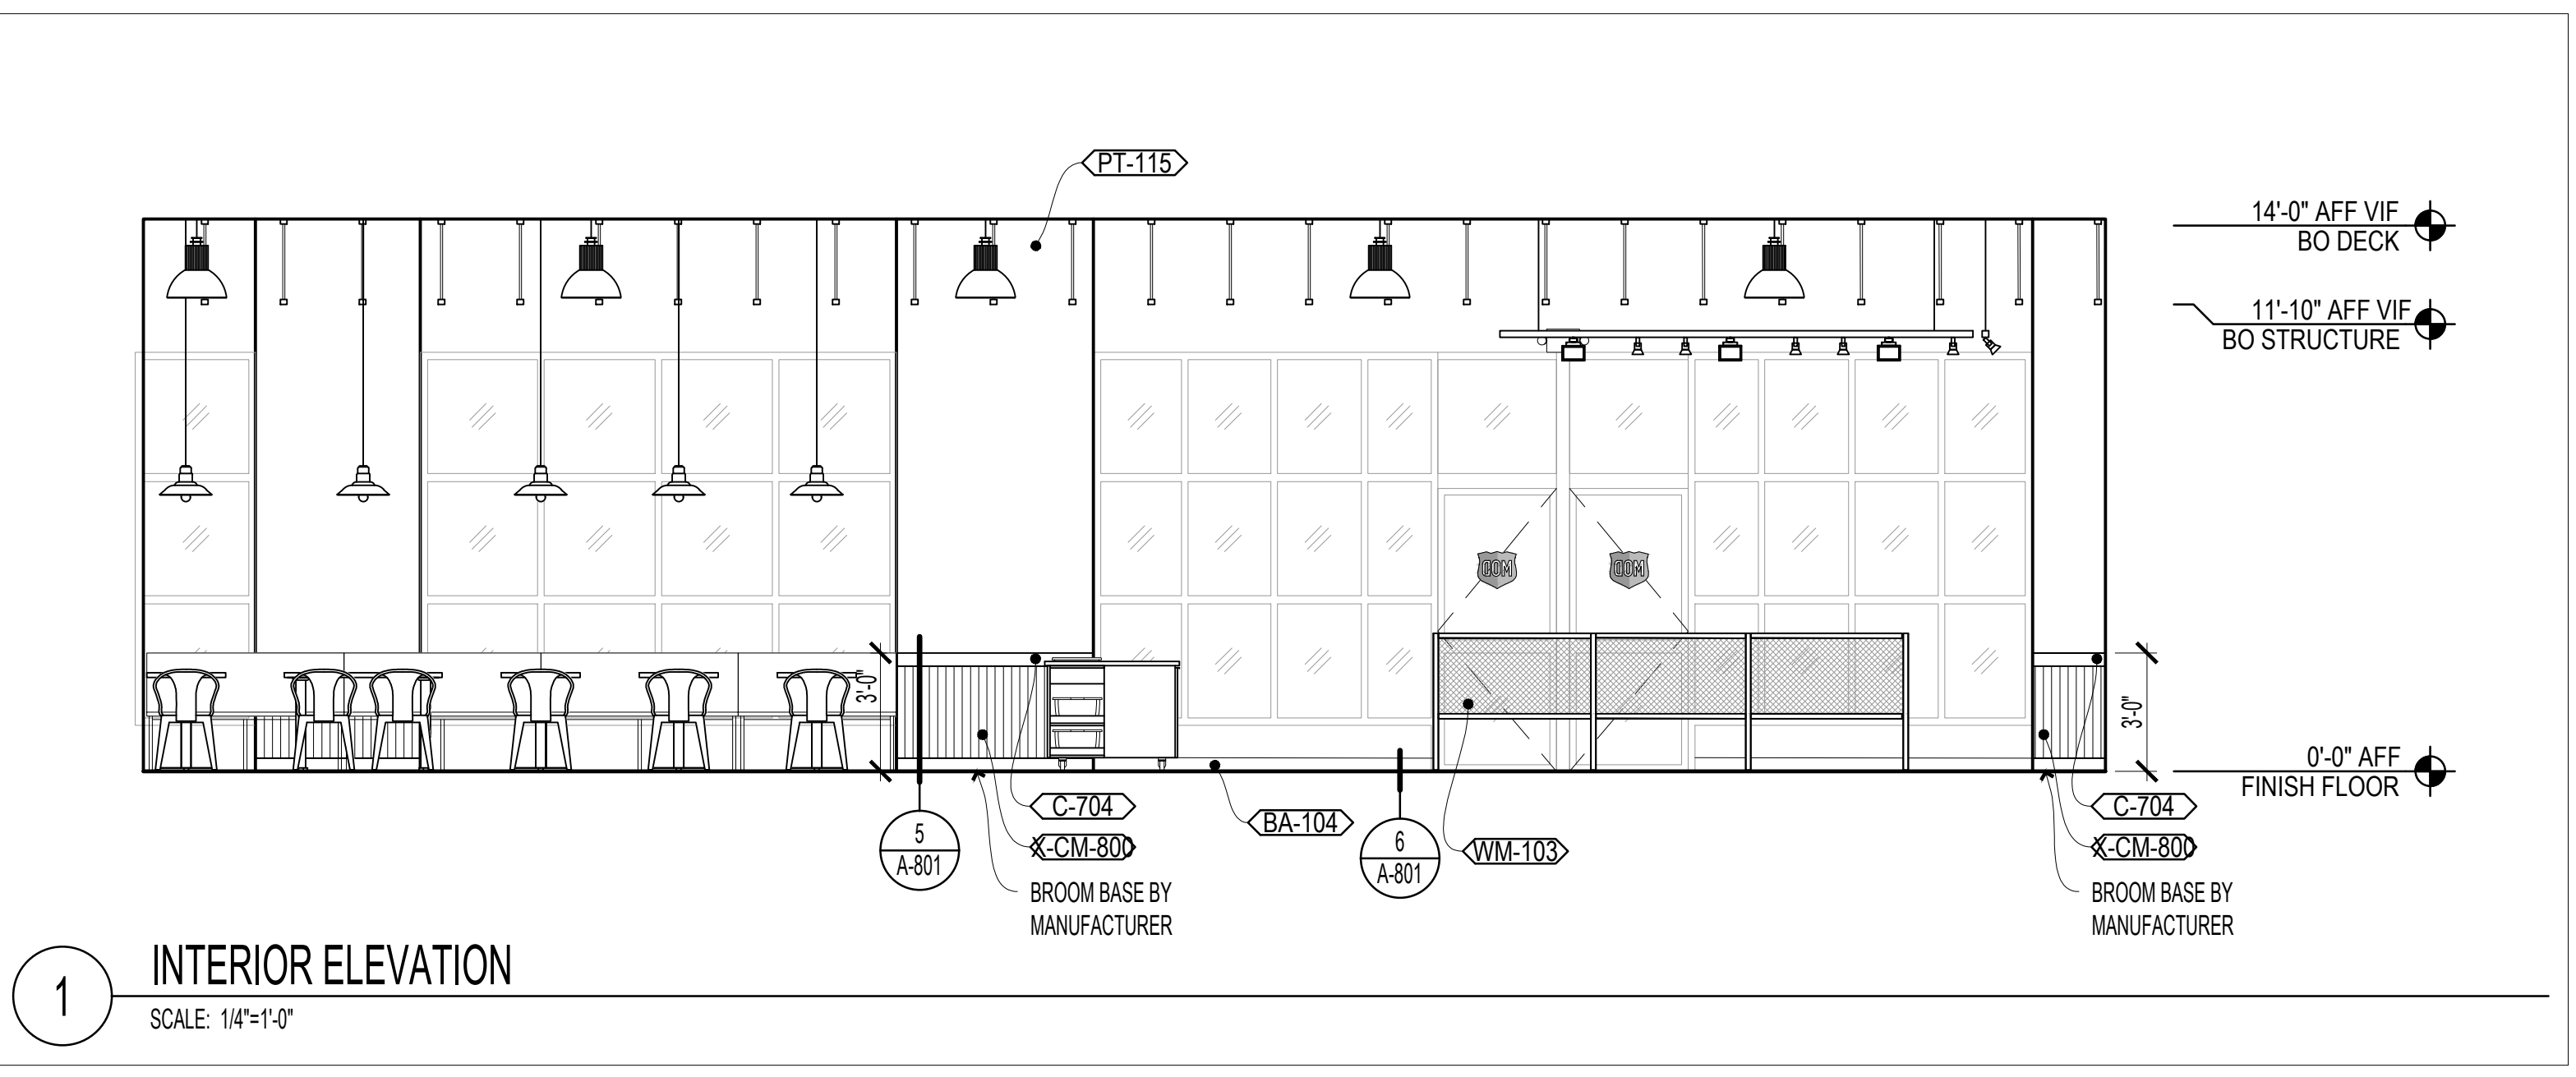 PT-115
14'-0" AFF VIF
BO DECK
11'-10" AFF VIF
BO STRUCTURE
MOD
MOD
3'-0"
3'-0"
0'-0" AFF
FINISH FLOOR
C-704
X-CM-800
BROOM BASE BY
MANUFACTURER
5
A-801
BA-104
6
A-801
WM-103
C-704
X-CM-800
BROOM BASE BY
MANUFACTURER
1
INTERIOR ELEVATION
SCALE: 1/4"=1'-0"